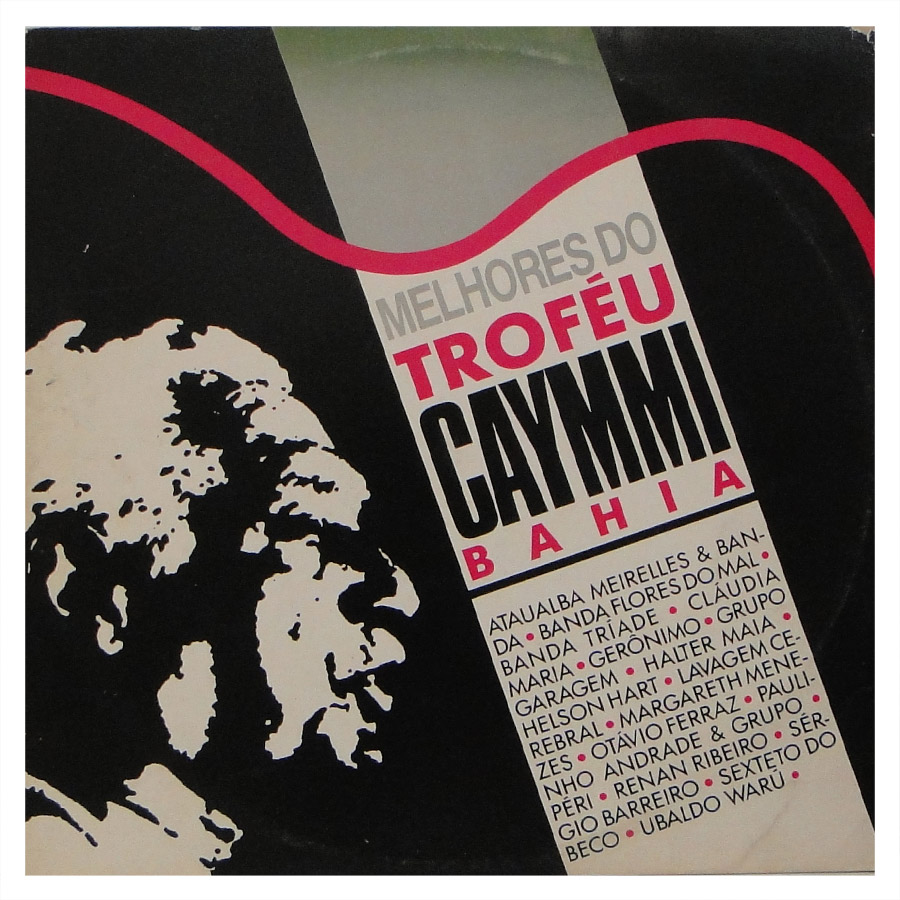 MELHORES DO
TROFÉU
CAYMMI
BAHIA
ATAUALBA MEIRELLES & BAN-
DA • BANDA FLORES DO MAL •
BANDA TRÍADE • CLÁUDIA
MARIA • GERÔNIMO • GRUPO
GARAGEM • HALTER MAIA •
HELSON HART • LAVAGEM CE-
REBRAL • MARGARETH MENE-
ZES • OTÁVIO FERRAZ • PAULI-
NHO ANDRADE & GRUPO •
PÉRI • RENAN RIBEIRO • SÉR-
GIO BARREIRO • SEXTETO DO
BECO • UBALDO WARÚ •